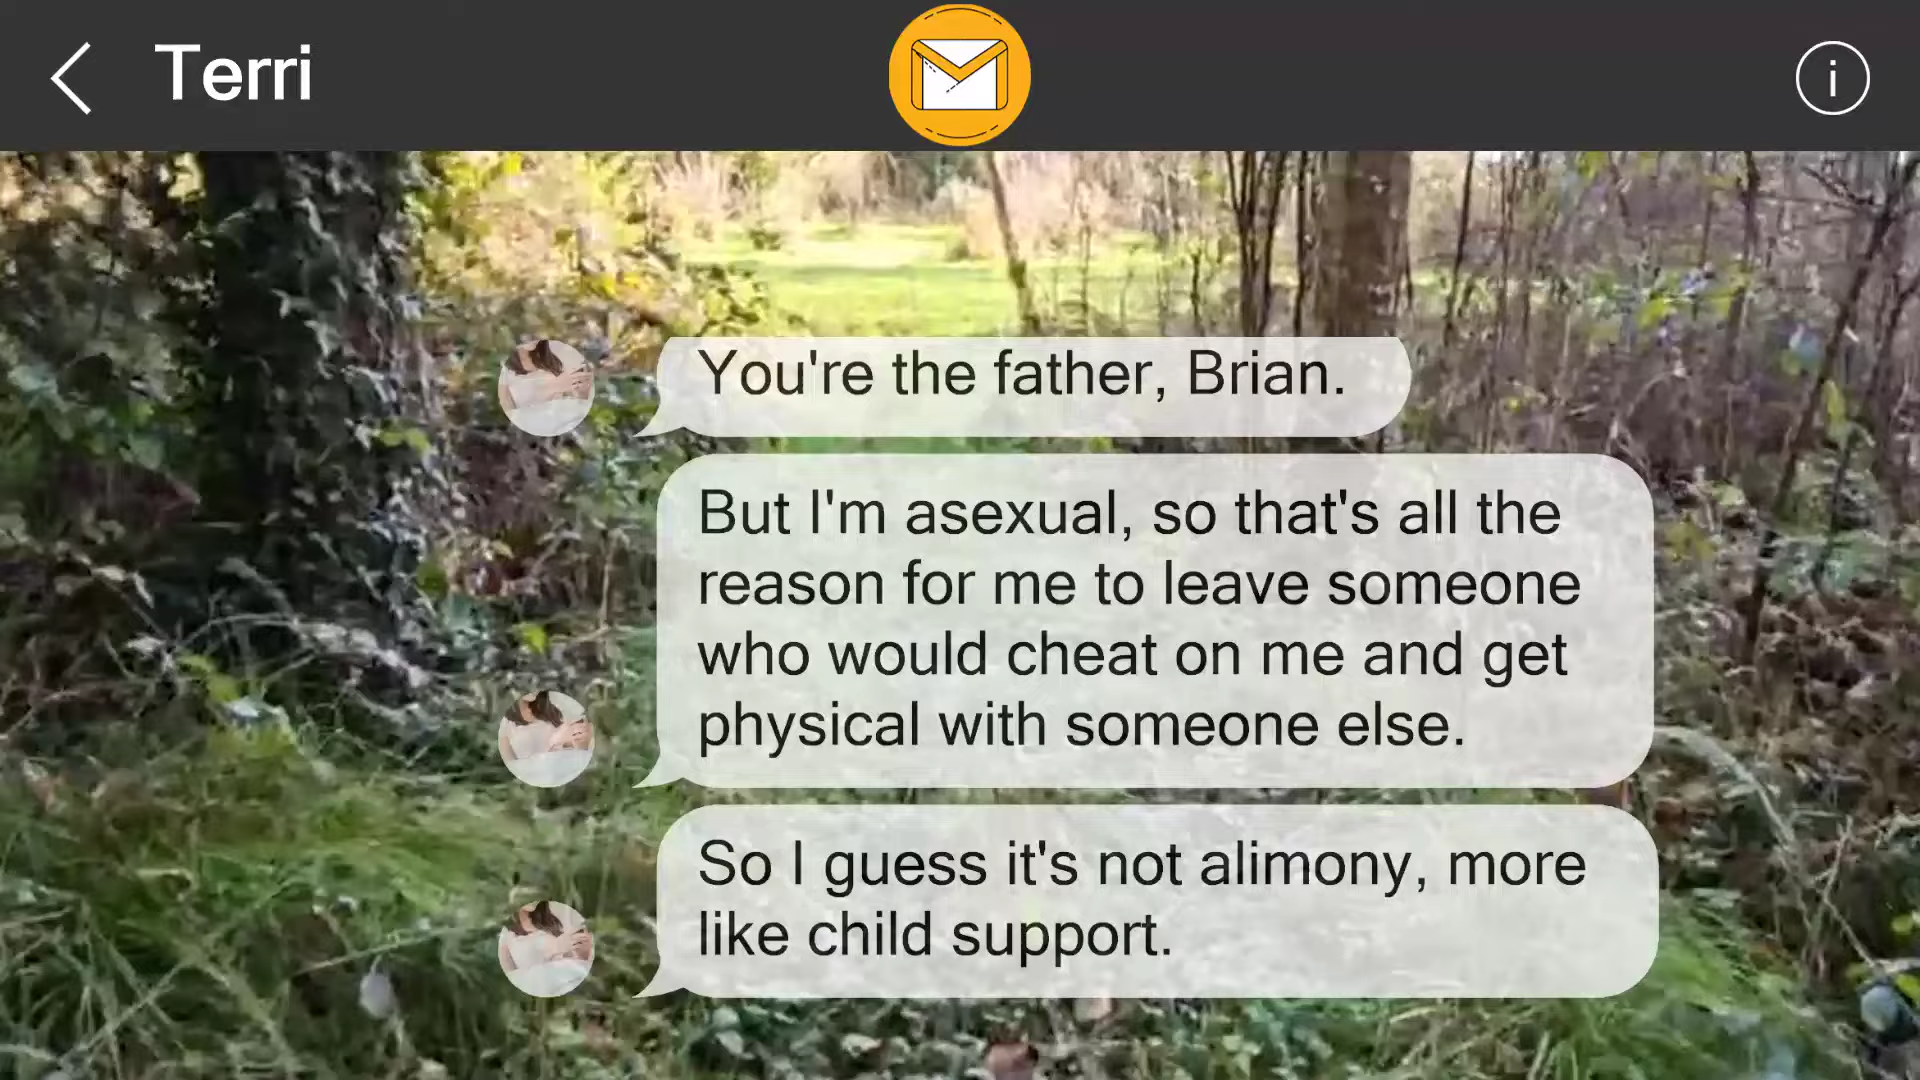 Terri
i
You're the father, Brian.
But I'm asexual, so that's all the
reason for me to leave someone
who would cheat on me and get
physical with someone else.
So I guess it's not alimony, more
like child support.